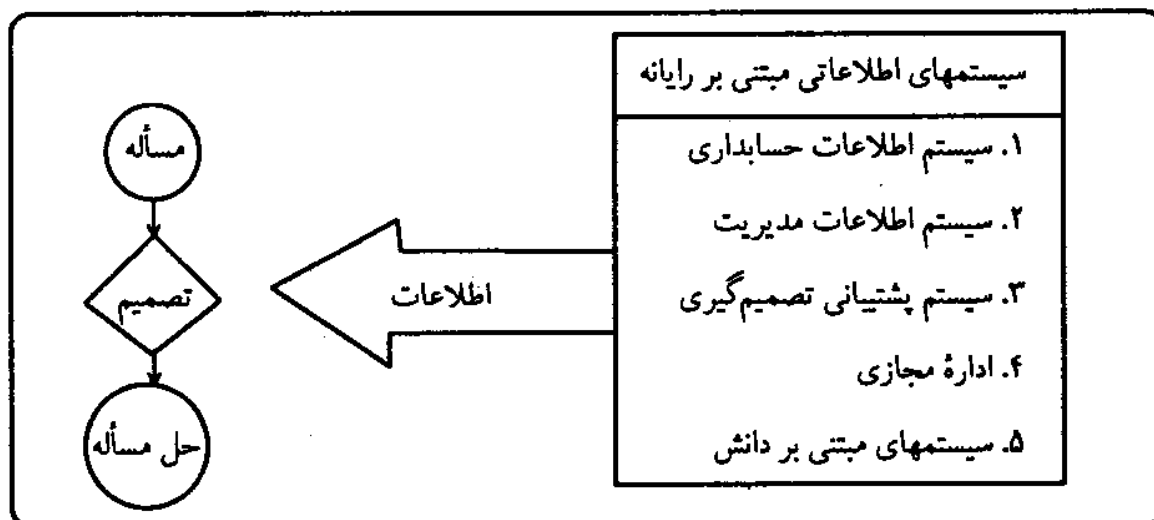 سیستمهای اطلاعاتی مبتنی بر رایانه
۱. سیستم اطلاعات حسابداری
۲. سیستم اطلاعات مدیریت
۳. سیستم پشتیبانی تصمیم‌گیری
۴. ادارهٔ مجازی
۵. سیستمهای مبتنی بر دانش
اطلاعات
مسأله
تصمیم
حل مسأله